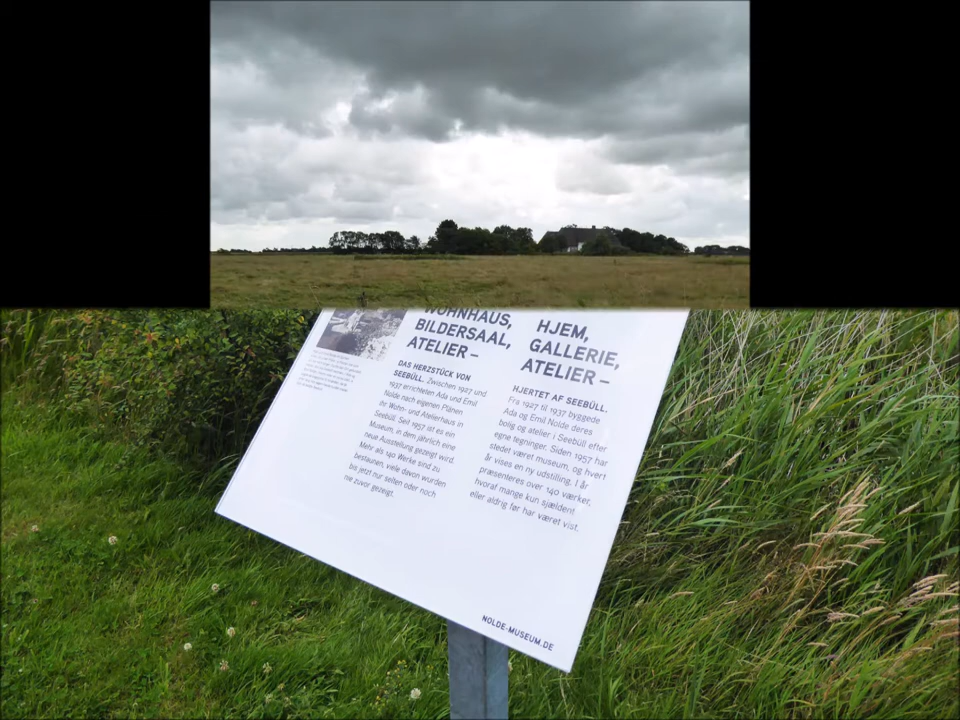 WOHNHAUS,
BILDERSAAL,
ATELIER –
DAS HERZSTÜCK VON
SEEBÜLL. Zwischen 1927 und
1937 errichteten Ada und Emil
Nolde nach eigenen Plänen
ihr Wohn- und Atelierhaus in
Seebüll. Seit 1957 ist es ein
Museum, in dem jährlich eine
neue Ausstellung gezeigt wird.
Mehr als 140 Werke sind zu
bestaunen, viele davon wurden
bis jetzt nur selten oder noch
nie zuvor gezeigt.
HJEM,
GALLERIE,
ATELIER –
HJERTET AF SEEBÜLL.
Fra 1927 til 1937 byggede
Ada og Emil Nolde deres
bolig og atelier i Seebüll efter
egne tegninger. Siden 1957 har
stedet været museum, og hvert
år vises en ny udstilling. I år
præsenteres over 140 værker,
hvoraf mange kun sjældent
eller aldrig før har været vist.
NOLDE-MUSEUM.DE